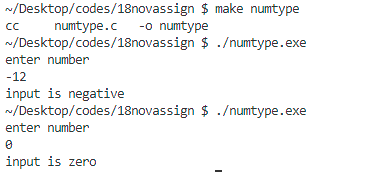 ~/Desktop/codes/18novassign $ make numtype
cc     numtype.c   -o numtype
~/Desktop/codes/18novassign $ ./numtype.exe
enter number
-12
input is negative
~/Desktop/codes/18novassign $ ./numtype.exe
enter number
0
input is zero